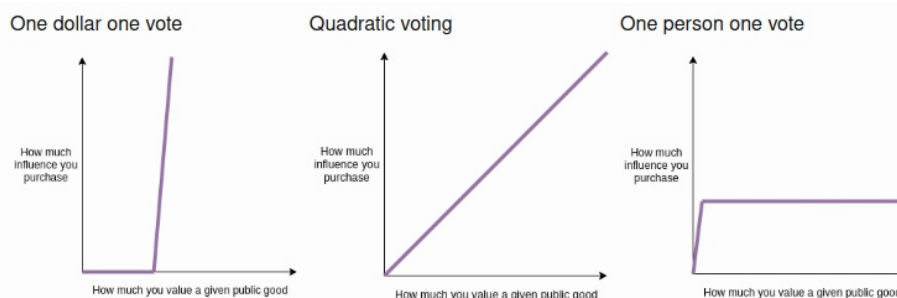 One dollar one vote
How much
influence you
purchase
How much you value a given public good
Quadratic voting
How much
influence you
purchase
How much you value a given public good
One person one vote
How much
influence you
purchase
How much you value a given public good